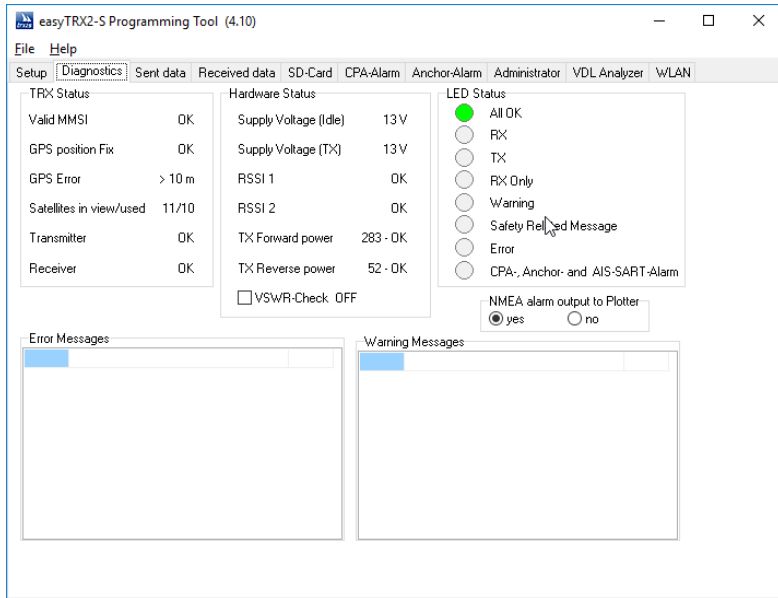 easyTRX2-S Programming Tool (4.10)
File Help
Setup Diagnostics Sent data Received data SD-Card CPA-Alarm Anchor-Alarm Administrator VDL Analyzer WLAN
TRX Status
Valid MMSI OK
GPS position Fix OK
GPS Error > 10 m
Satellites in view/used 11/10
Transmitter OK
Receiver OK
Hardware Status
Supply Voltage (Idle) 13 V
Supply Voltage (TX) 13 V
RSSI 1 OK
RSSI 2 OK
TX Forward power 283 - OK
TX Reverse power 52 - OK
VSWR-Check OFF
LED Status
All OK
RX
TX
RX Only
Warning
Safety Related Message
Error
CPA-, Anchor- and AIS-SART-Alarm
NMEA alarm output to Plotter
yes no
Error Messages
Warning Messages